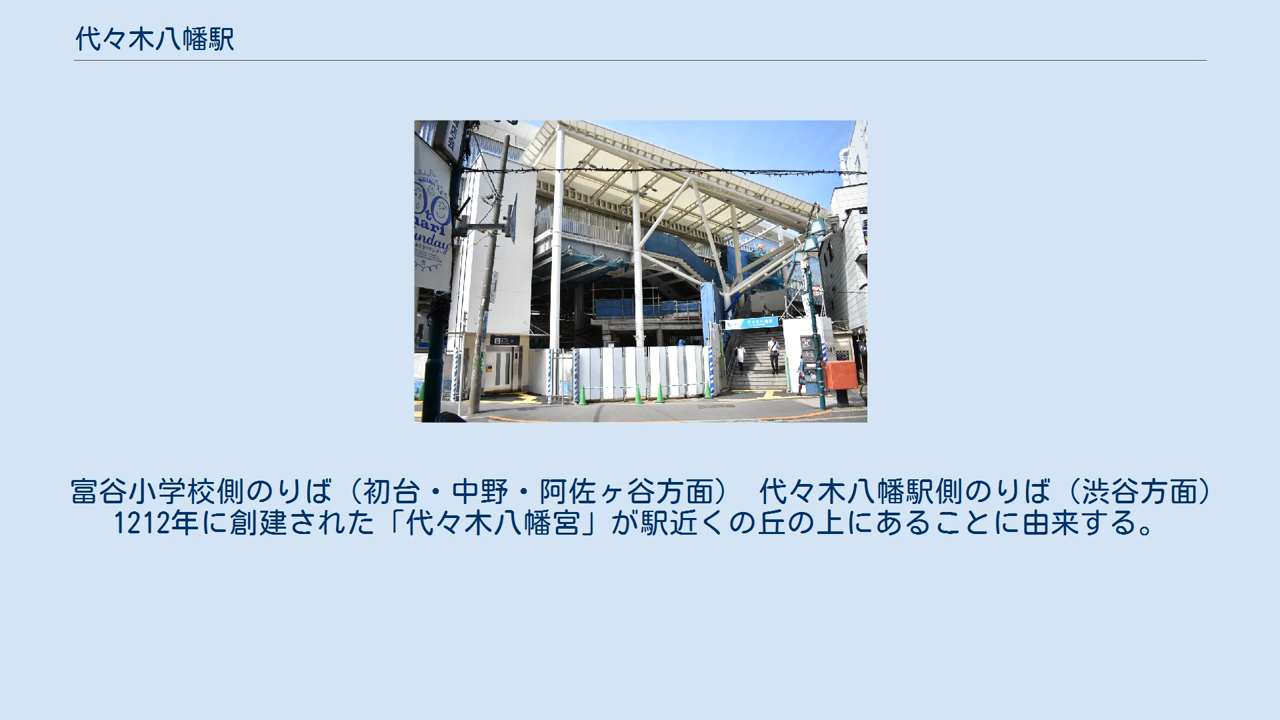 代々木八幡駅
富谷小学校側のりば（初台・中野・阿佐ヶ谷方面）　代々木八幡駅側のりば（渋谷方面）
1212年に創建された「代々木八幡宮」が駅近くの丘の上にあることに由来する。